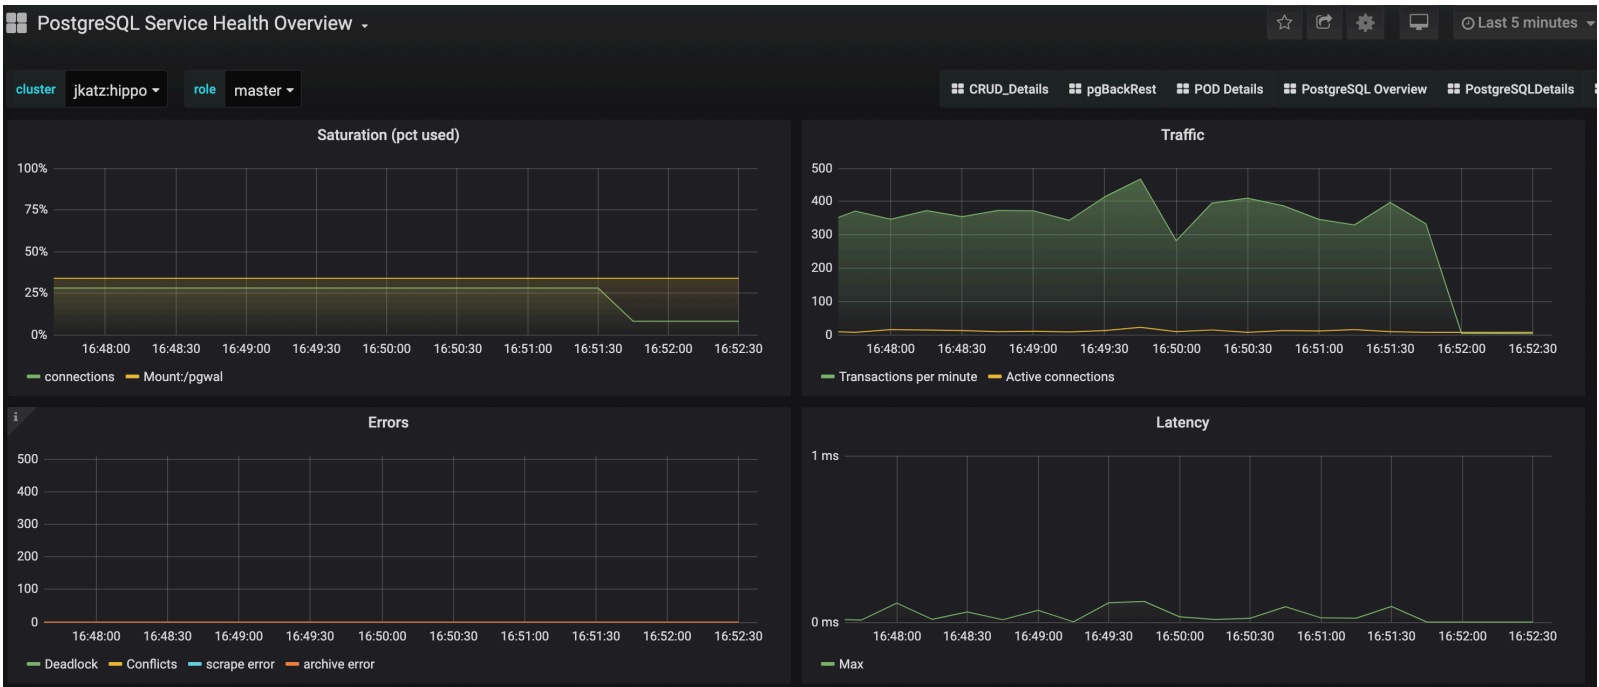 PostgreSQL Service Health Overview
Last 5 minutes
cluster jkatz:hippo role master
CRUD_Details pgBackRest POD Details PostgreSQL Overview PostgreSQLDetails
Saturation (pct used)
100%
75%
50%
25%
0%
16:48:00 16:48:30 16:49:00 16:49:30 16:50:00 16:50:30 16:51:00 16:51:30 16:52:00 16:52:30
connections Mount:/pgwal
Traffic
500
400
300
200
100
0
16:48:00 16:48:30 16:49:00 16:49:30 16:50:00 16:50:30 16:51:00 16:51:30 16:52:00 16:52:30
Transactions per minute Active connections
i
Errors
500
400
300
200
100
0
16:48:00 16:48:30 16:49:00 16:49:30 16:50:00 16:50:30 16:51:00 16:51:30 16:52:00 16:52:30
Deadlock Conflicts scrape error archive error
Latency
1 ms
0 ms
16:48:00 16:48:30 16:49:00 16:49:30 16:50:00 16:50:30 16:51:00 16:51:30 16:52:00 16:52:30
Max